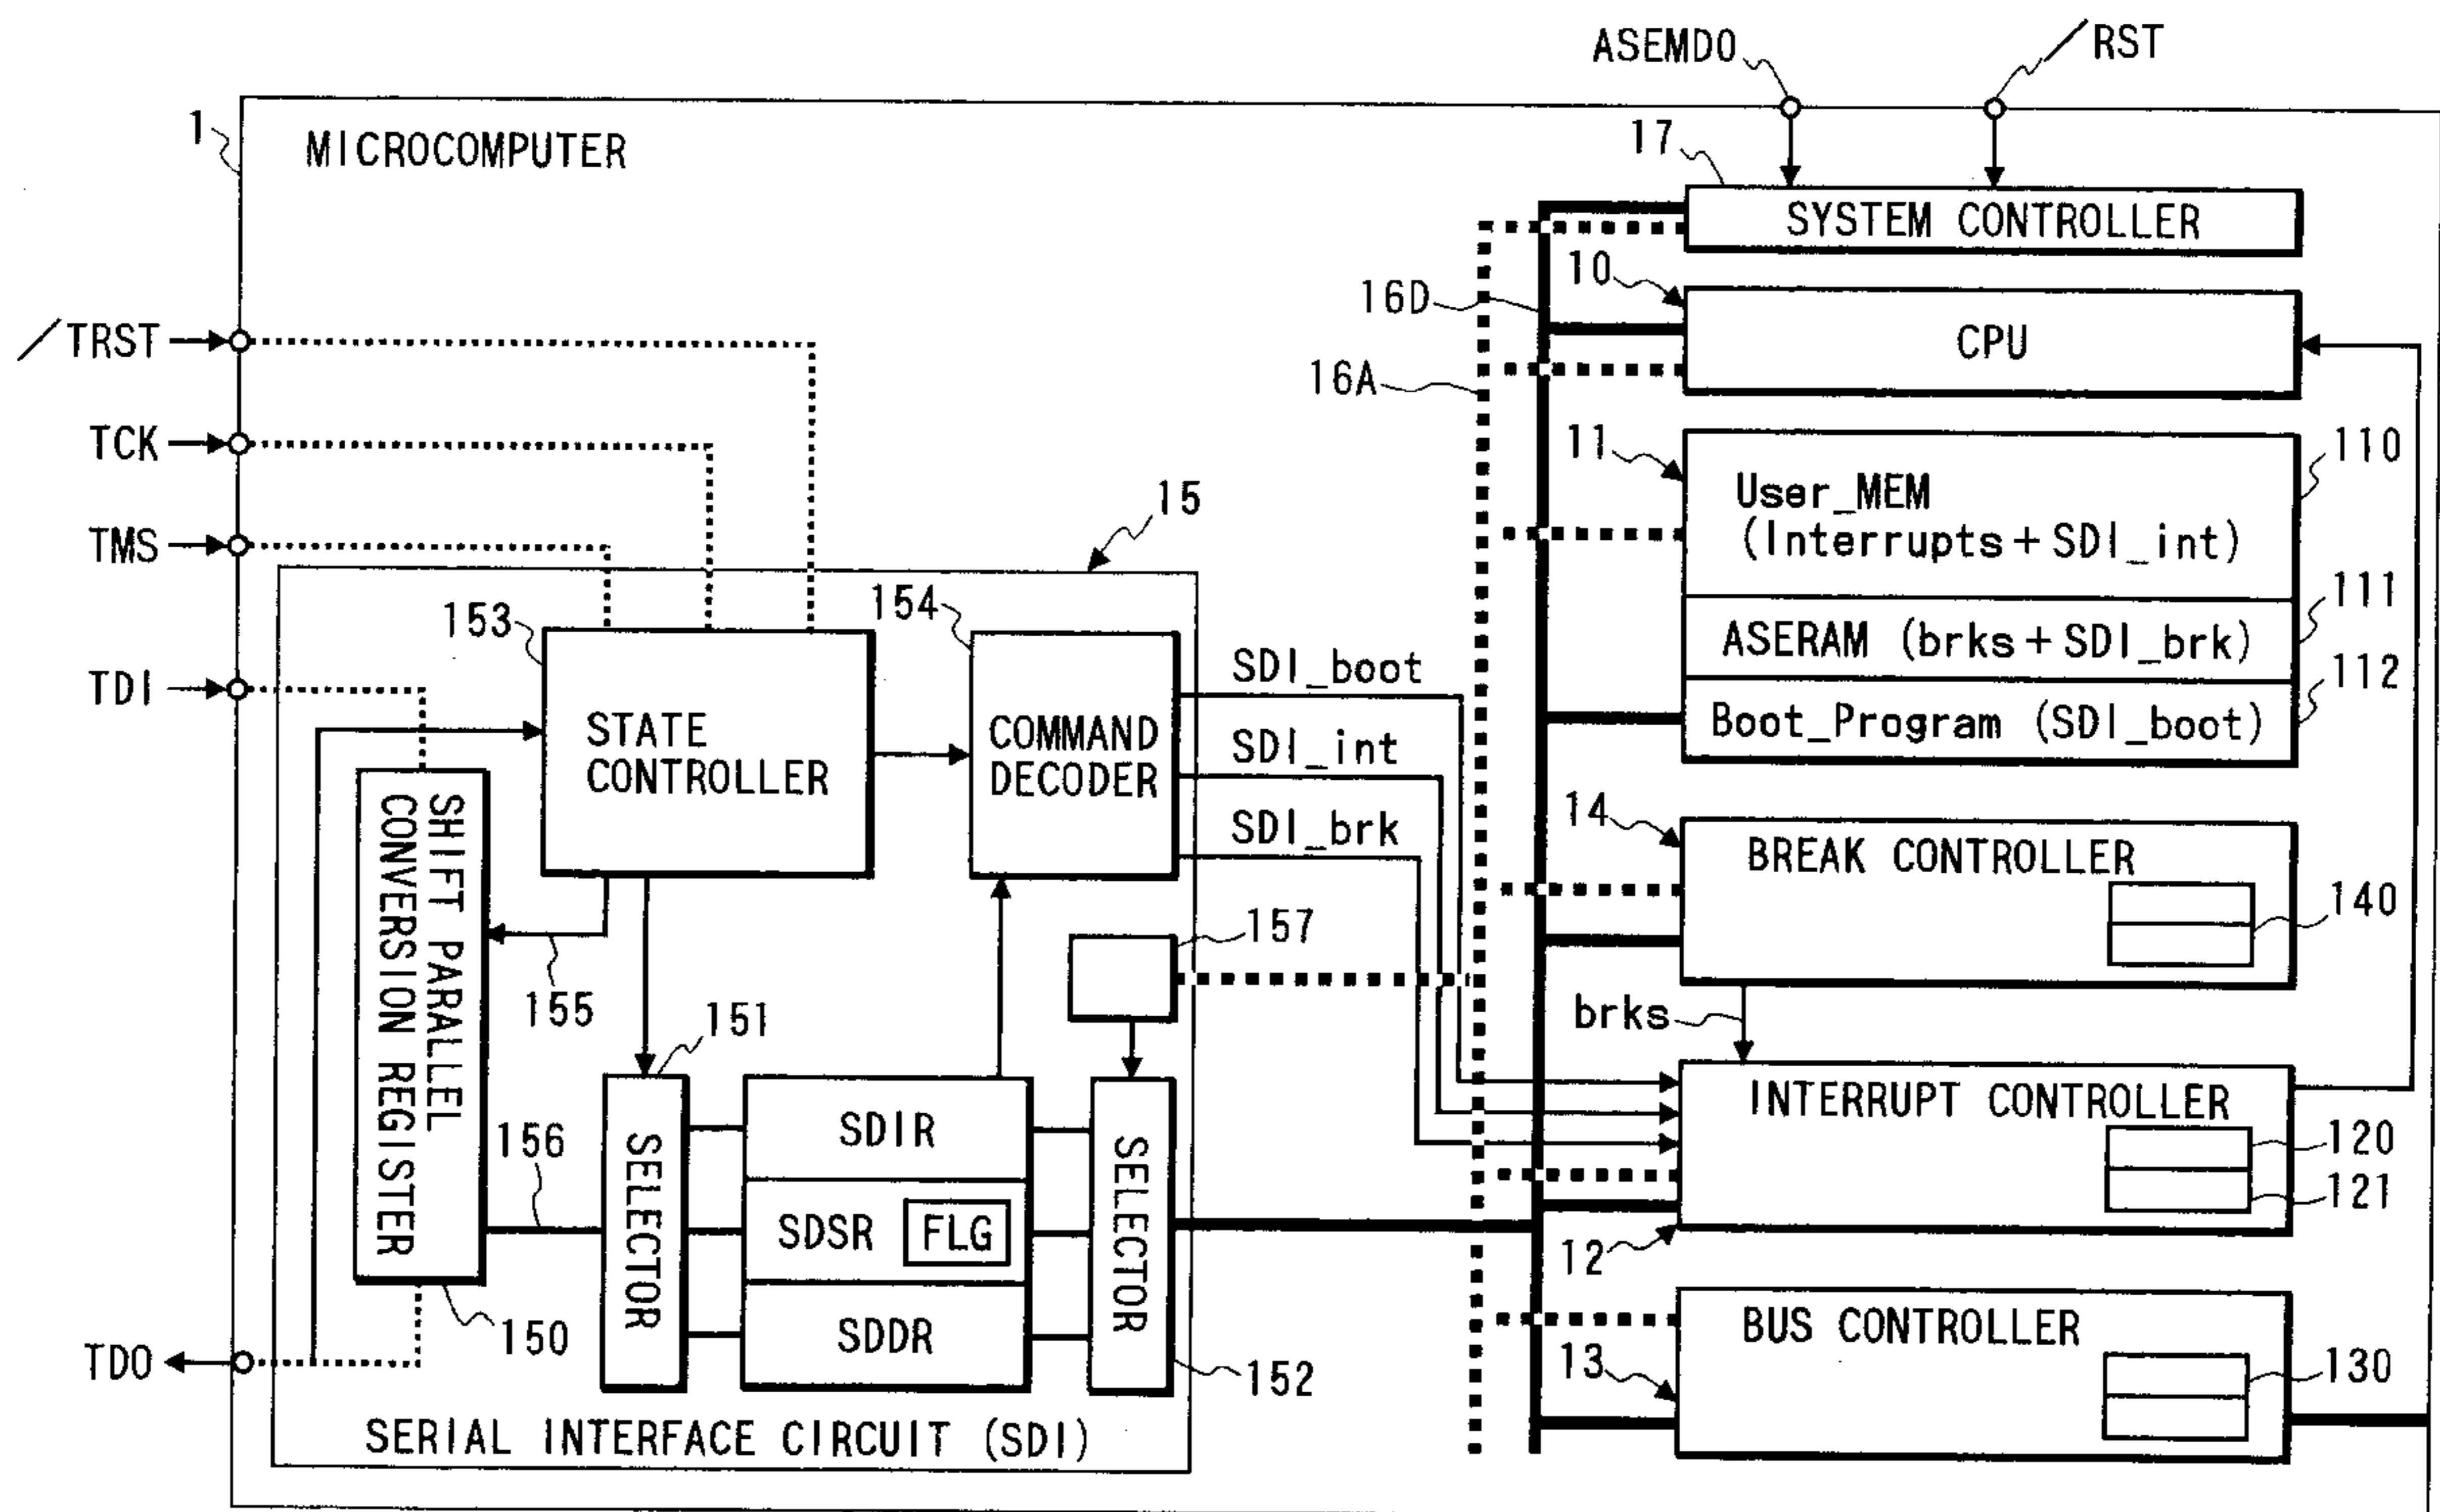 ASEMD0
/RST
1
MICROCOMPUTER
17
SYSTEM CONTROLLER
10
16D
CPU
/TRST
16A
TCK
11
110
User_MEM
(Interrupts+SDI_int)
15
TMS
111
153
154
ASERAM (brks+SDI_brk)
SDI_boot
112
TDI
STATE
CONTROLLER
COMMAND
DECODER
Boot_Program (SDI_boot)
SDI_int
SHIFT PARALLEL
CONVERSION REGISTER
SDI_brk
14
BREAK CONTROLLER
140
157
155
151
brks
SELECTOR
SDIR
SELECTOR
INTERRUPT CONTROLLER
120
156
121
SDSR
FLG
12
150
SDDR
BUS CONTROLLER
TDO
152
13
130
SERIAL INTERFACE CIRCUIT (SDI)